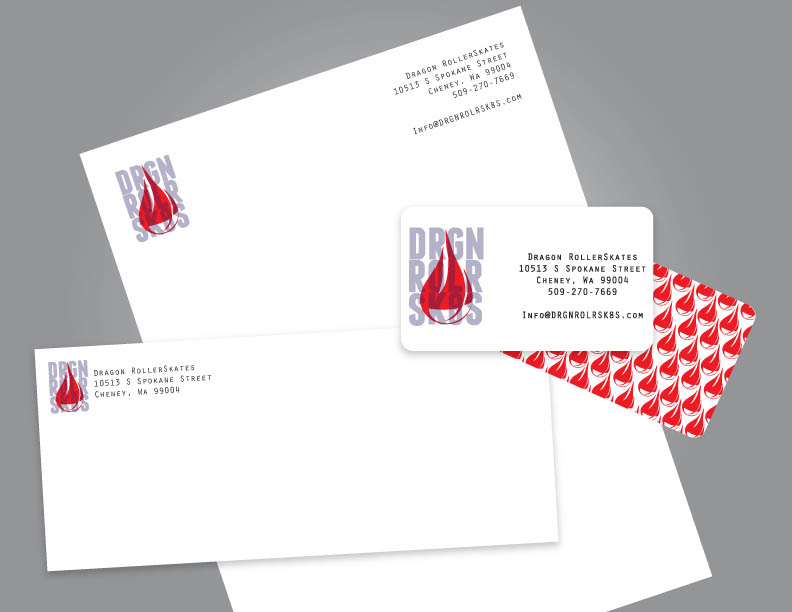 Dragon RollerSkates
10513 S Spokane Street
Cheney, WA 99004
509-270-7669
Info@DRGNROLRSK8S.com
DRGN
ROLR
SK8S
DRGN
ROLR
SK8S
Dragon RollerSkates
10513 S Spokane Street
Cheney, WA 99004
509-270-7669
Info@DRGNROLRSK8S.com
DRGN
ROLR
SK8S
Dragon RollerSkates
10513 S Spokane Street
Cheney, WA 99004